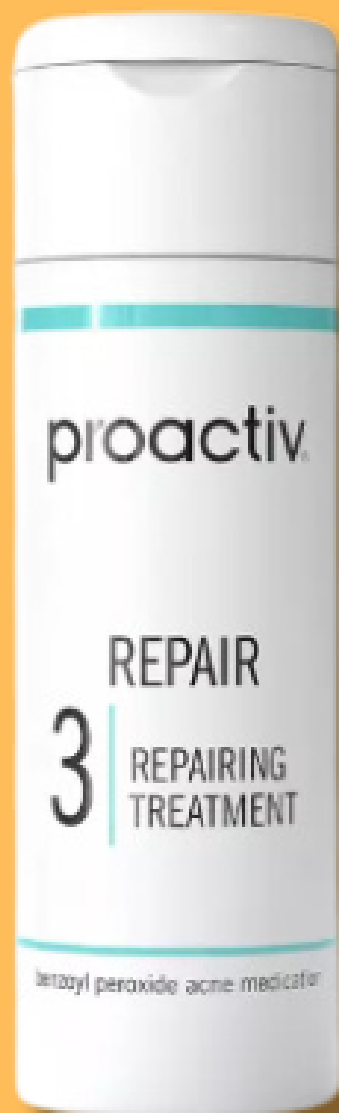 proactiv
REPAIR
3
REPAIRING
TREATMENT
benzoyl peroxide acne medication